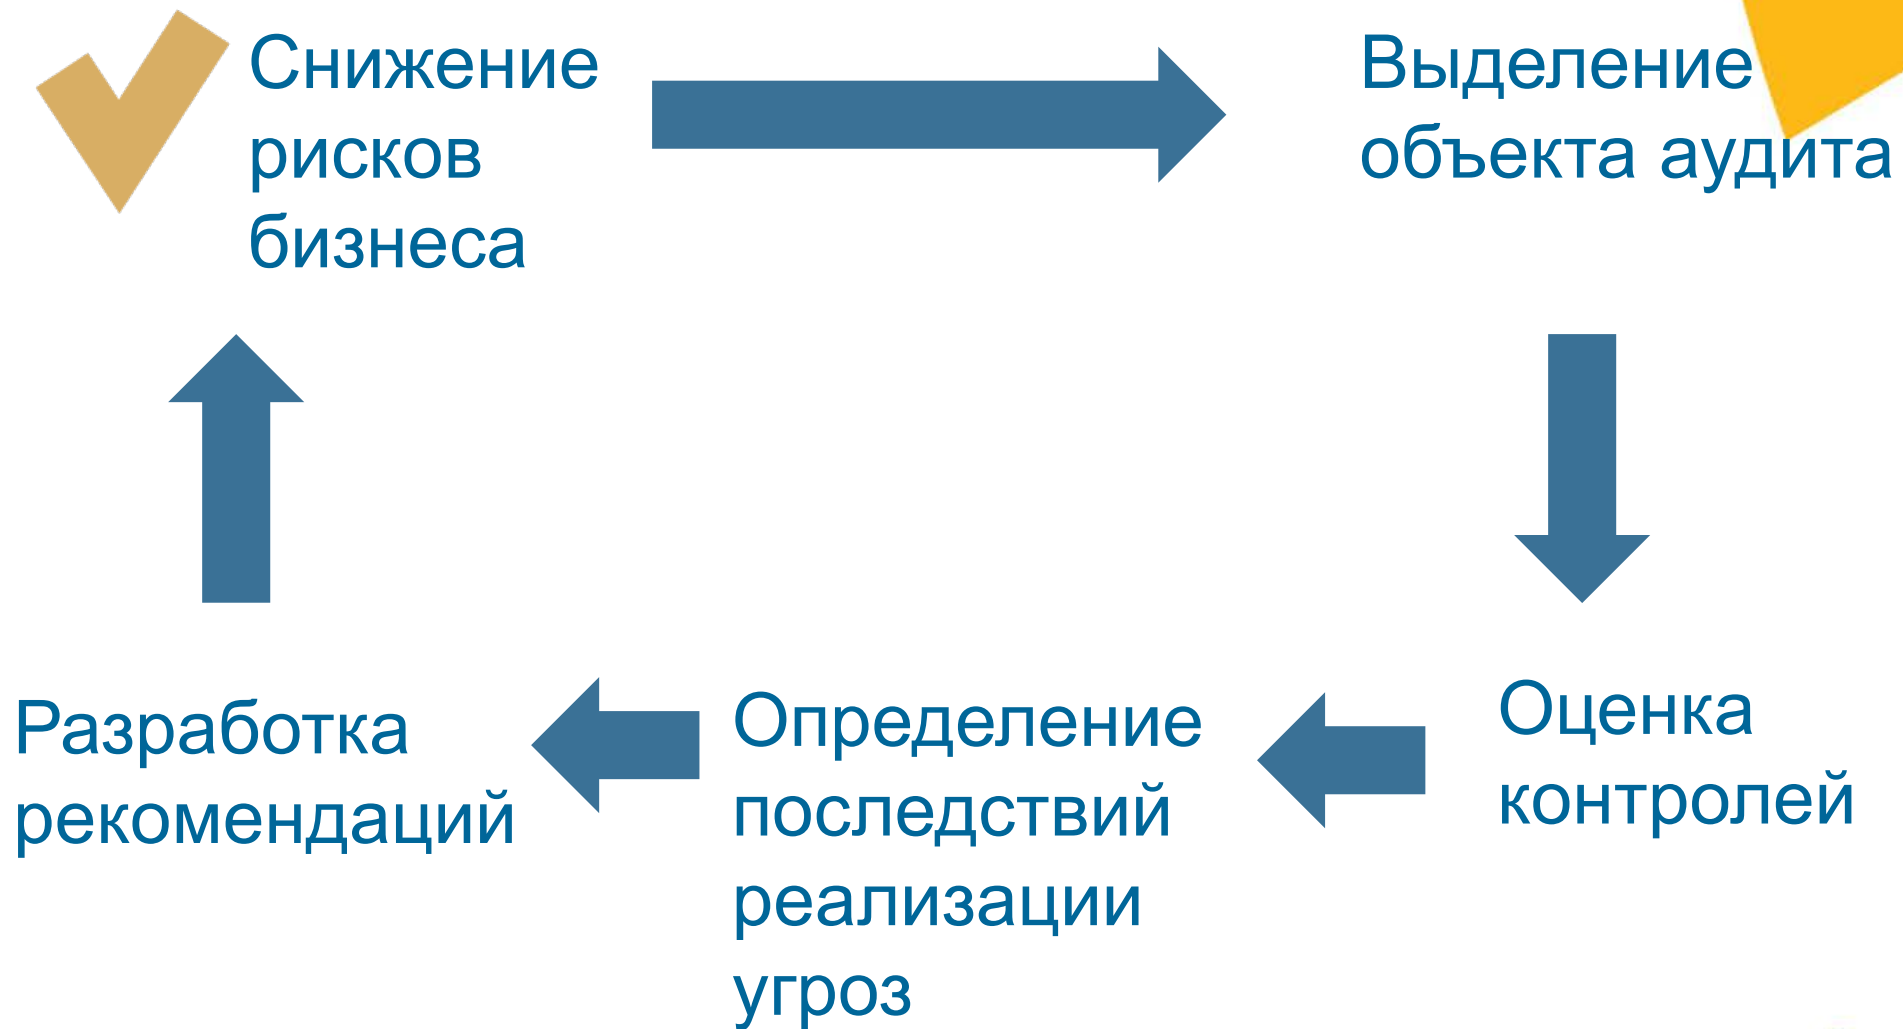 Снижение
рисков
бизнеса
Выделение
объекта аудита
Разработка
рекомендаций
Определение
последствий
реализации
угроз
Оценка
контролей